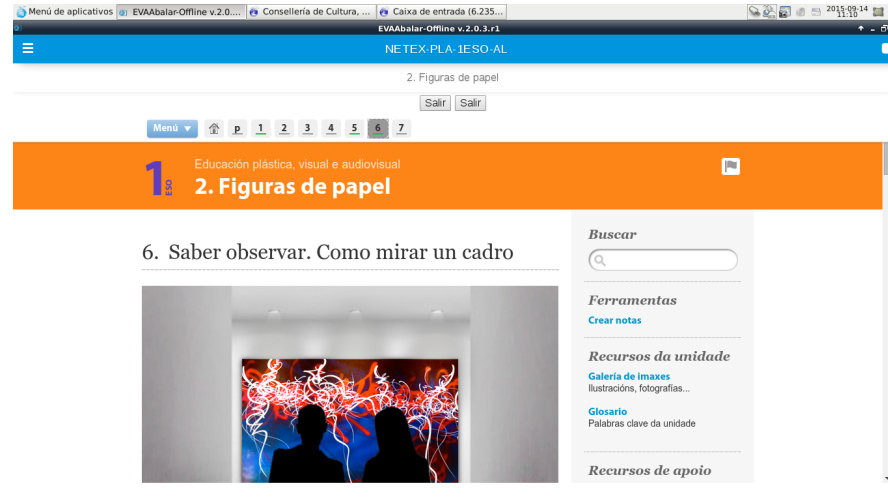 Menú de aplicativos EVAAbalar-Offline v.2.0.... Consellería de Cultura, ... Caixa de entrada (6.235... 2015-09-14
11:10
EVAAbalar-Offline v.2.0.3.r1
NETEX-PLA-1ESO-AL
2. Figuras de papel
Salir Salir
Menú p 1 2 3 4 5 6 7
1 ESO
Educación plástica, visual e audiovisual
2. Figuras de papel
6. Saber observar. Como mirar un cadro
Buscar
Ferramentas
Crear notas
Recursos da unidade
Galería de imaxes
Ilustracións, fotografías...
Glosario
Palabras clave da unidade
Recursos de apoio